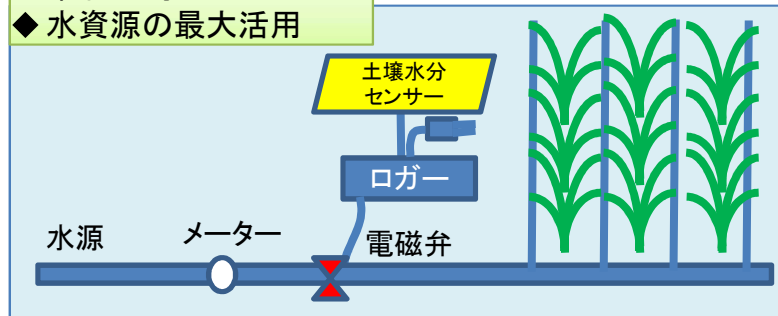 ◆ 水資源の最大活用
土壌水分
センサー
ロガー
水源
メーター
電磁弁